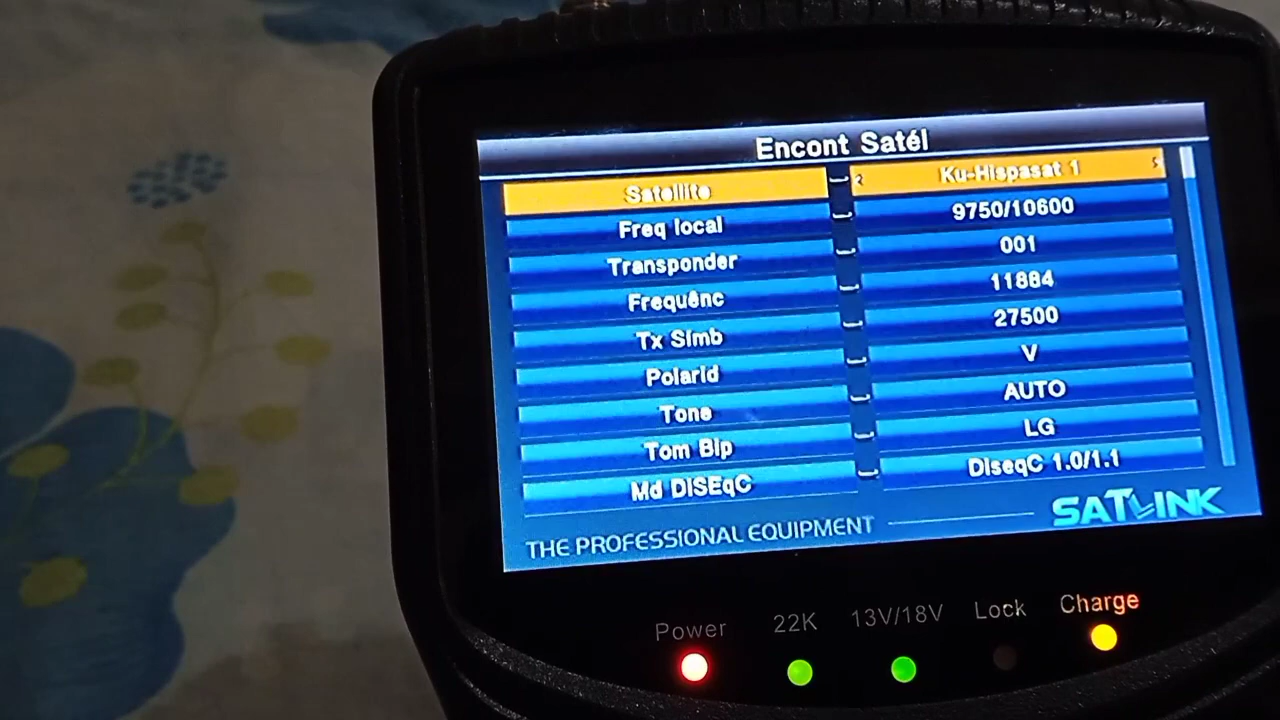 Encont Satél
Satellite Ku-Hispasat 1
Freq local 9750/10600
Transponder 001
Frequênc 11884
Tx Simb 27500
Polarid V
Tone AUTO
Tom Bip LG
Md DISEqC DiseqC 1.0/1.1
THE PROFESSIONAL EQUIPMENT SATLINK
Power 22K 13V/18V Lock Charge